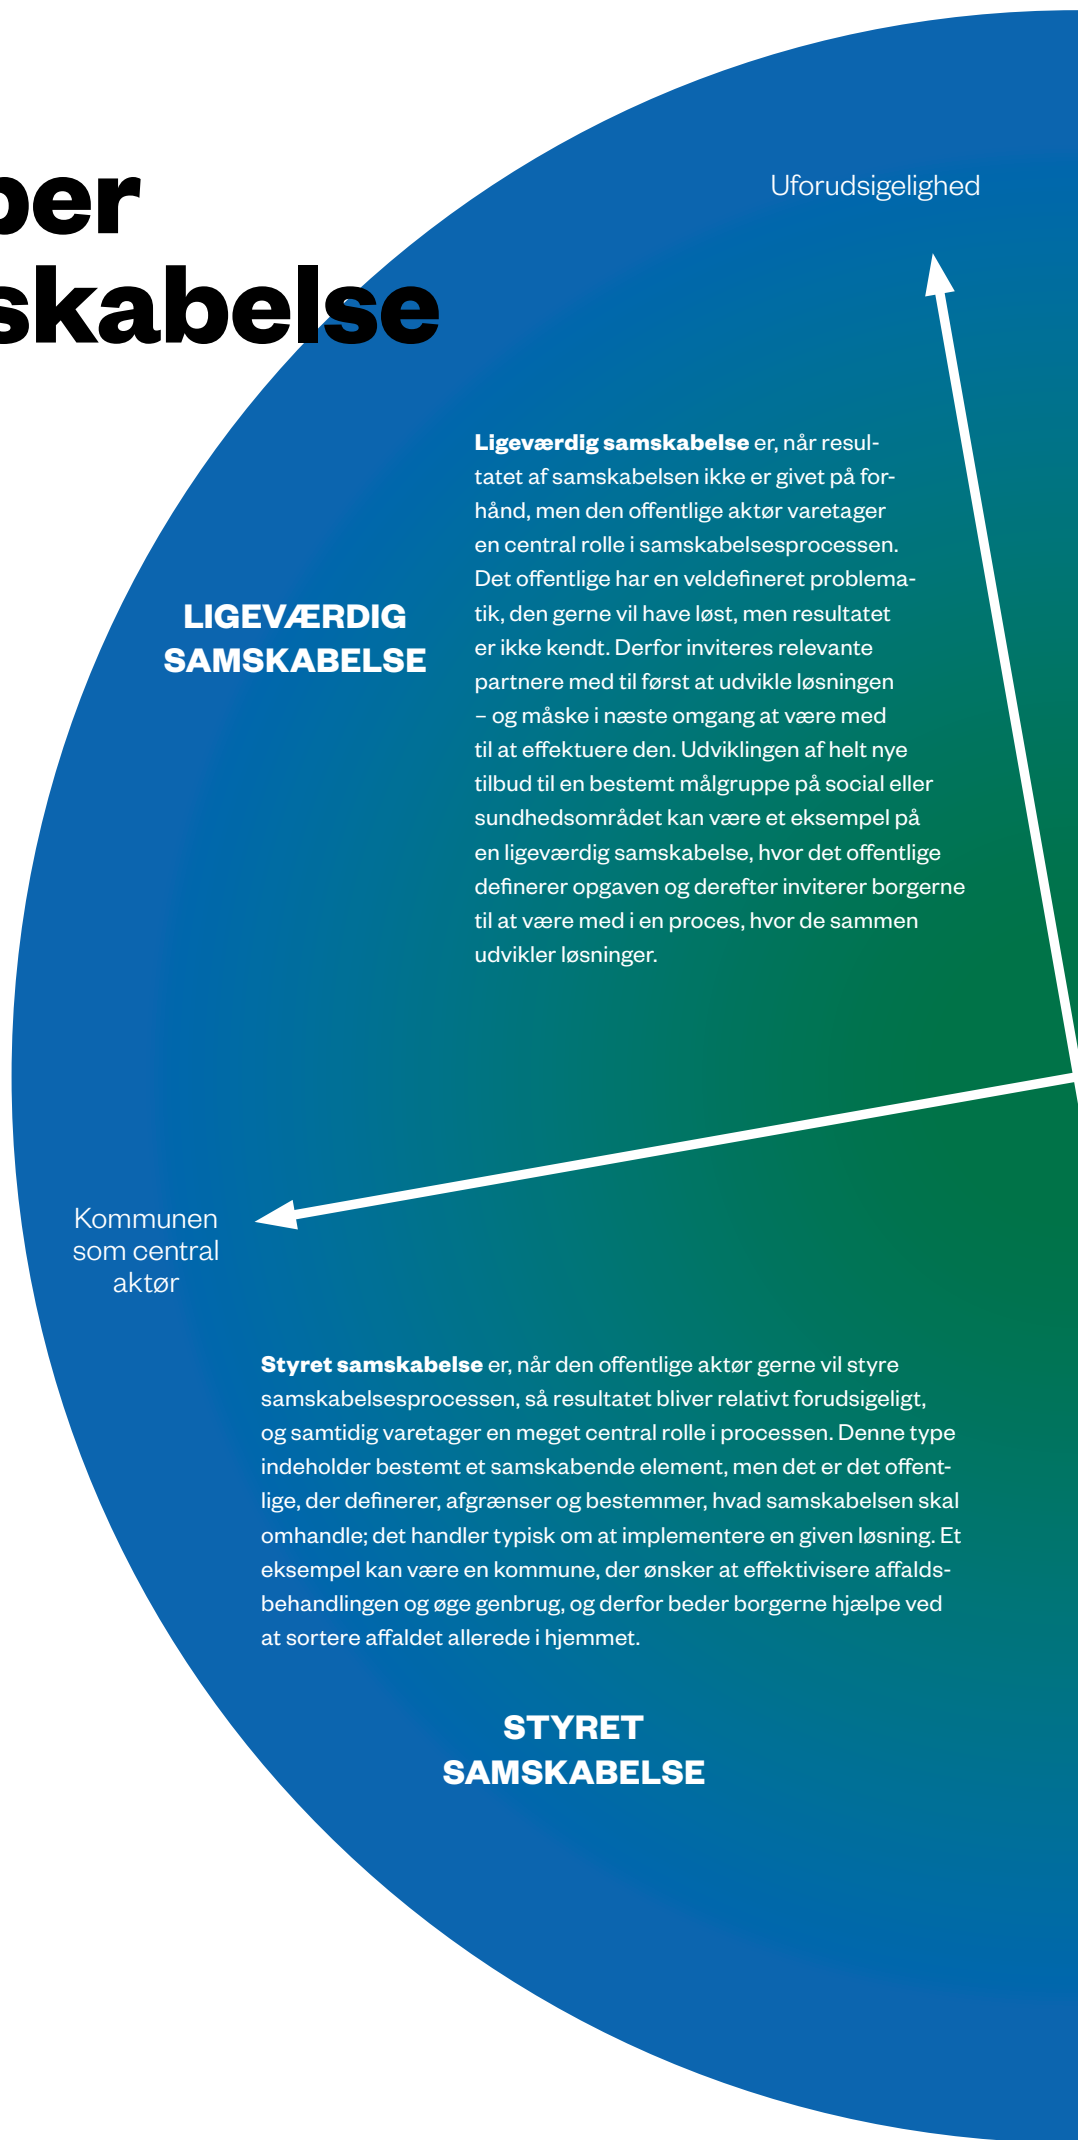 per
skabelse
Uforudsigelighed
Ligeværdig samskabelse er, når resul-
tatet af samskabelsen ikke er givet på for-
hånd, men den offentlige aktør varetager
en central rolle i samskabelsesprocessen.
Det offentlige har en veldefineret problema-
tik, den gerne vil have løst, men resultatet
er ikke kendt. Derfor inviteres relevante
partnere med til først at udvikle løsningen
– og måske i næste omgang at være med
til at effektuere den. Udviklingen af helt nye
tilbud til en bestemt målgruppe på social eller
sundhedsområdet kan være et eksempel på
en ligeværdig samskabelse, hvor det offentlige
definerer opgaven og derefter inviterer borgerne
til at være med i en proces, hvor de sammen
udvikler løsninger.
LIGEVÆRDIG
SAMSKABELSE
Kommunen
som central
aktør
Styret samskabelse er, når den offentlige aktør gerne vil styre
samskabelsesprocessen, så resultatet bliver relativt forudsigeligt,
og samtidig varetager en meget central rolle i processen. Denne type
indeholder bestemt et samskabende element, men det er det offent-
lige, der definerer, afgrænser og bestemmer, hvad samskabelsen skal
omhandle; det handler typisk om at implementere en given løsning. Et
eksempel kan være en kommune, der ønsker at effektivisere affalds-
behandlingen og øge genbrug, og derfor beder borgerne hjælpe ved
at sortere affaldet allerede i hjemmet.
STYRET
SAMSKABELSE